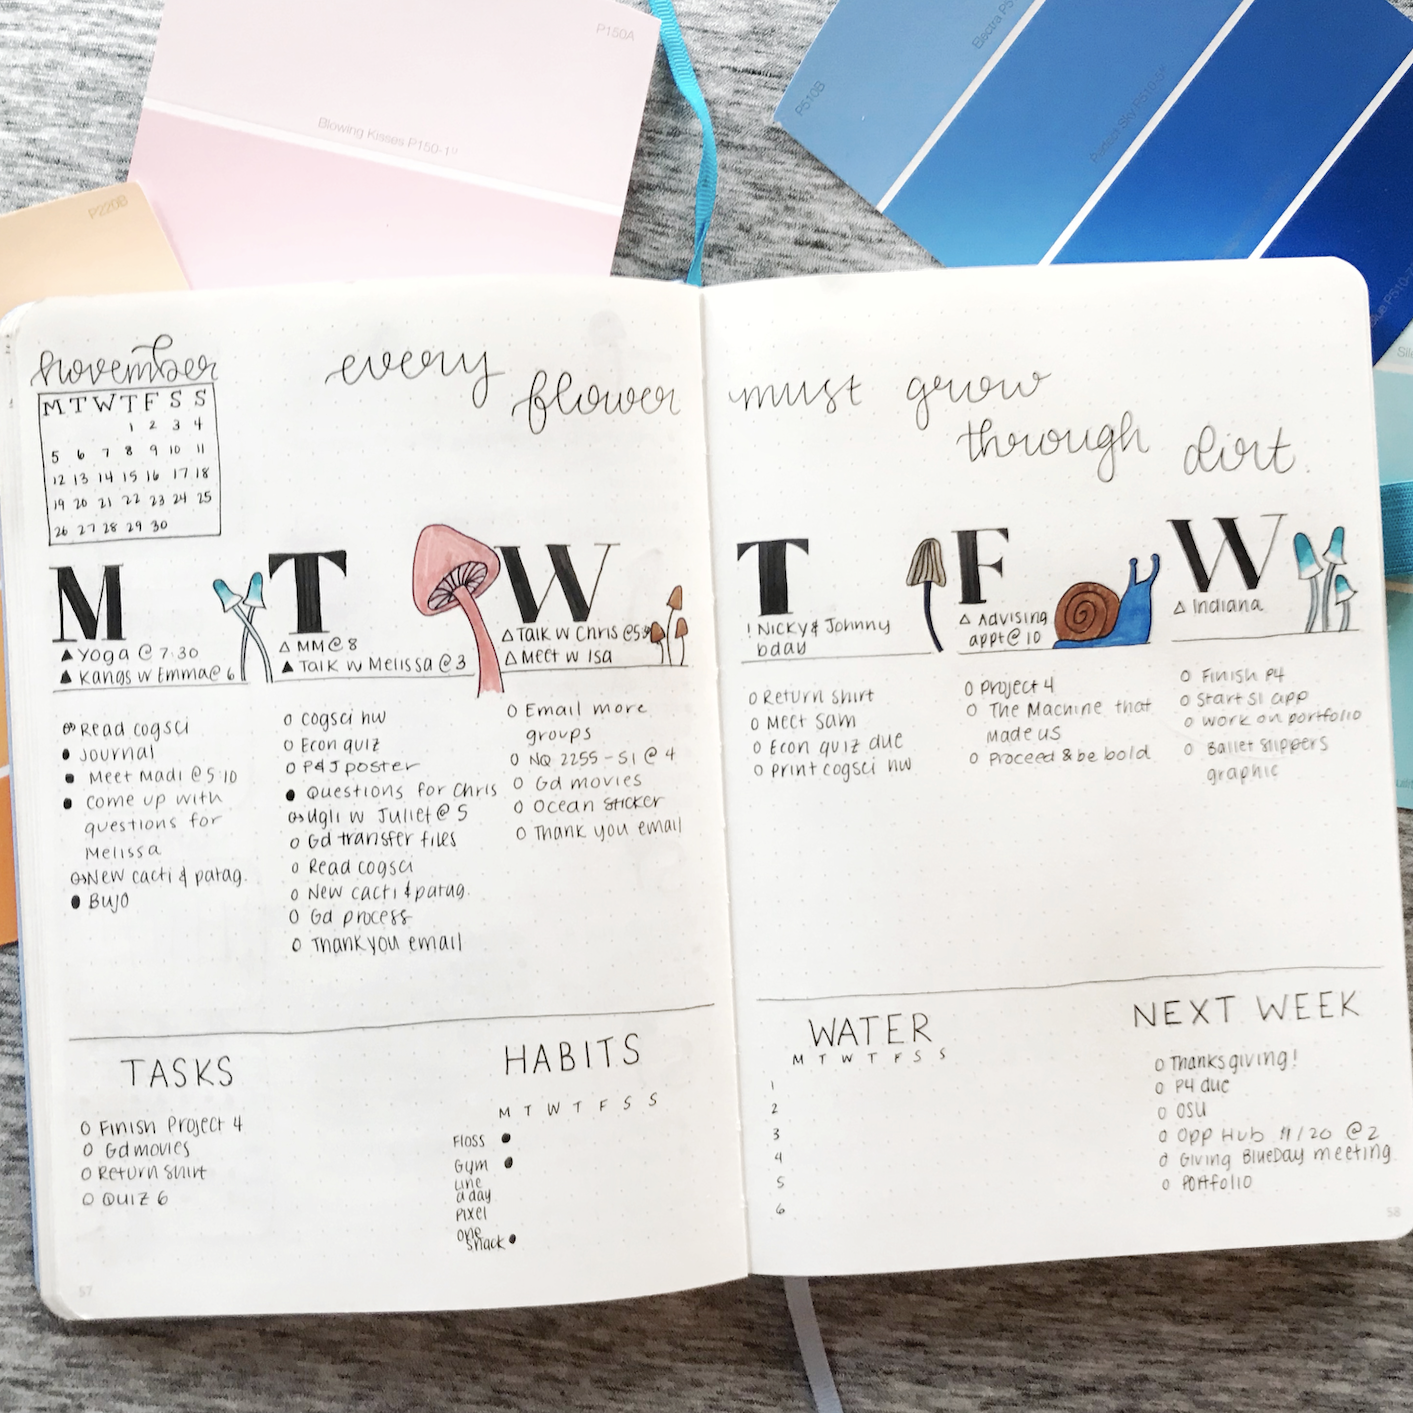 P150A
Blowing Kisses P150-1
P220B
P510B
november
M T W T F S S
1 2 3 4
5 6 7 8 9 10 11
12 13 14 15 16 17 18
19 20 21 22 23 24 25
26 27 28 29 30
every
flower
must grow
through dirt.
M
▲ Yoga @ 7:30
▲ Kangs w Emma @ 6
Read cogsci
● Journal
● Meet Madi @ 5:10
● Come up with
questions for
Melissa
New cacti & patag.
● BUJO
T
△ MM @ 8
▲ Talk w Melissa @ 3
o Cogsci hw
o Econ quiz
o P&J poster
● Questions for Chris
Ugli w Juliet @ 5
o Gd transfer files
o Read cogsci
o New cacti & patag.
o Gd process
o Thank you email
W
△ Talk w Chris @ 5:30
△ Meet w Isa
o Email more
groups
o NQ 2255 - SI @ 4
o Gd movies
o Ocean sticker
o Thank you email
T
! Nicky & Johnny
bday
o Return shirt
o Meet Sam
o Econ quiz due
o Print cogsci hw
F
△ Advising
appt @ 10
o Project 4
o The Machine that
made us
o Proceed & be bold
W
△ Indiana
o Finish P4
o Start SI app
o Work on portfolio
o Ballet slippers
graphic
TASKS
o Finish Project 4
o Gd movies
o Return shirt
o Quiz 6
HABITS
M T W T F S S
Floss ●
Gym ●
Line
a day
Pixel
One
snack ●
57
WATER
M T W T F S S
1
2
3
4
5
6
NEXT WEEK
o Thanksgiving!
o P4 due
o OSU
o Opp Hub 11/20 @ 2
o Giving BlueDay meeting
o Portfolio
58